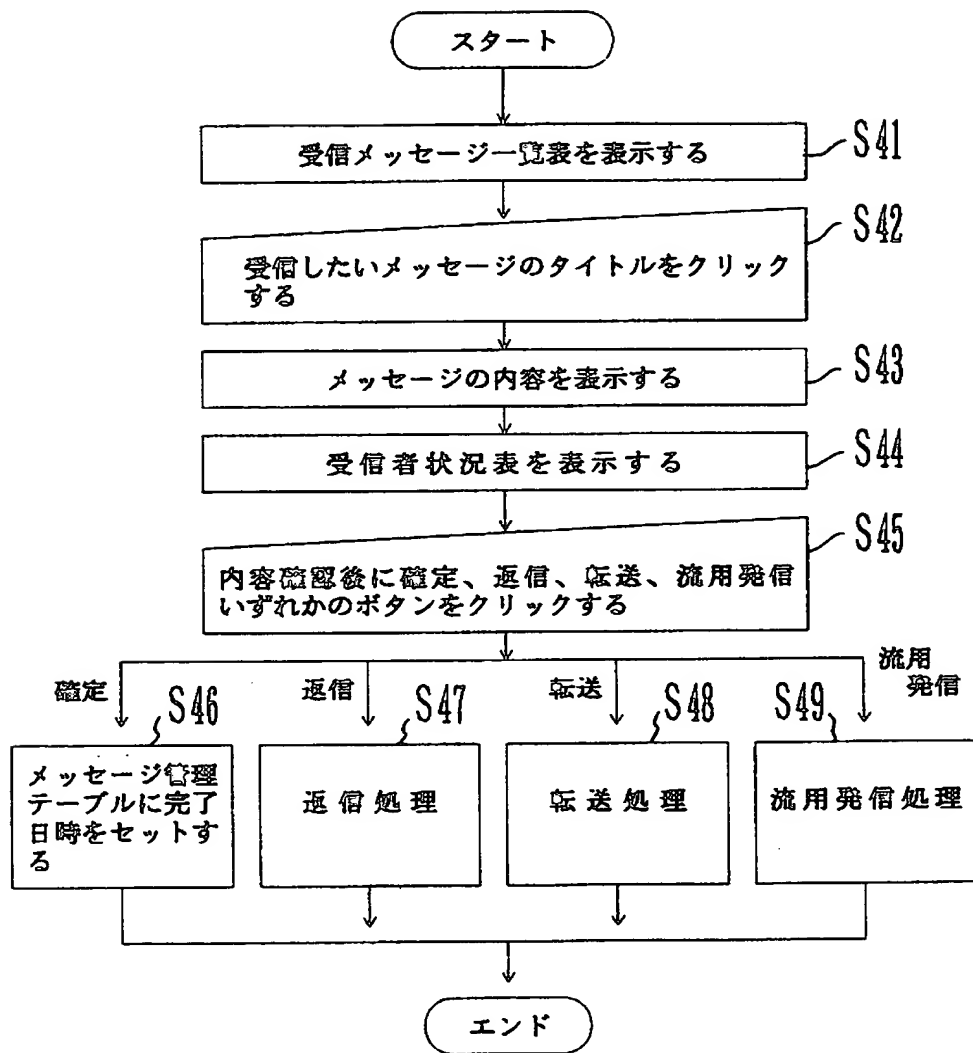 スタート
受信メッセージ一覧表を表示する
S41
S42
受信したいメッセージのタイトルをクリック
する
メッセージの内容を表示する
S43
受信者状況表を表示する
S44
S45
内容確認後に確定、返信、転送、流用発信
いずれかのボタンをクリックする
確定
返信
転送
流用
発信
S46
S47
S48
S49
メッセージ管理
テーブルに完了
日時をセットす
る
返信処理
転送処理
流用発信処理
エンド